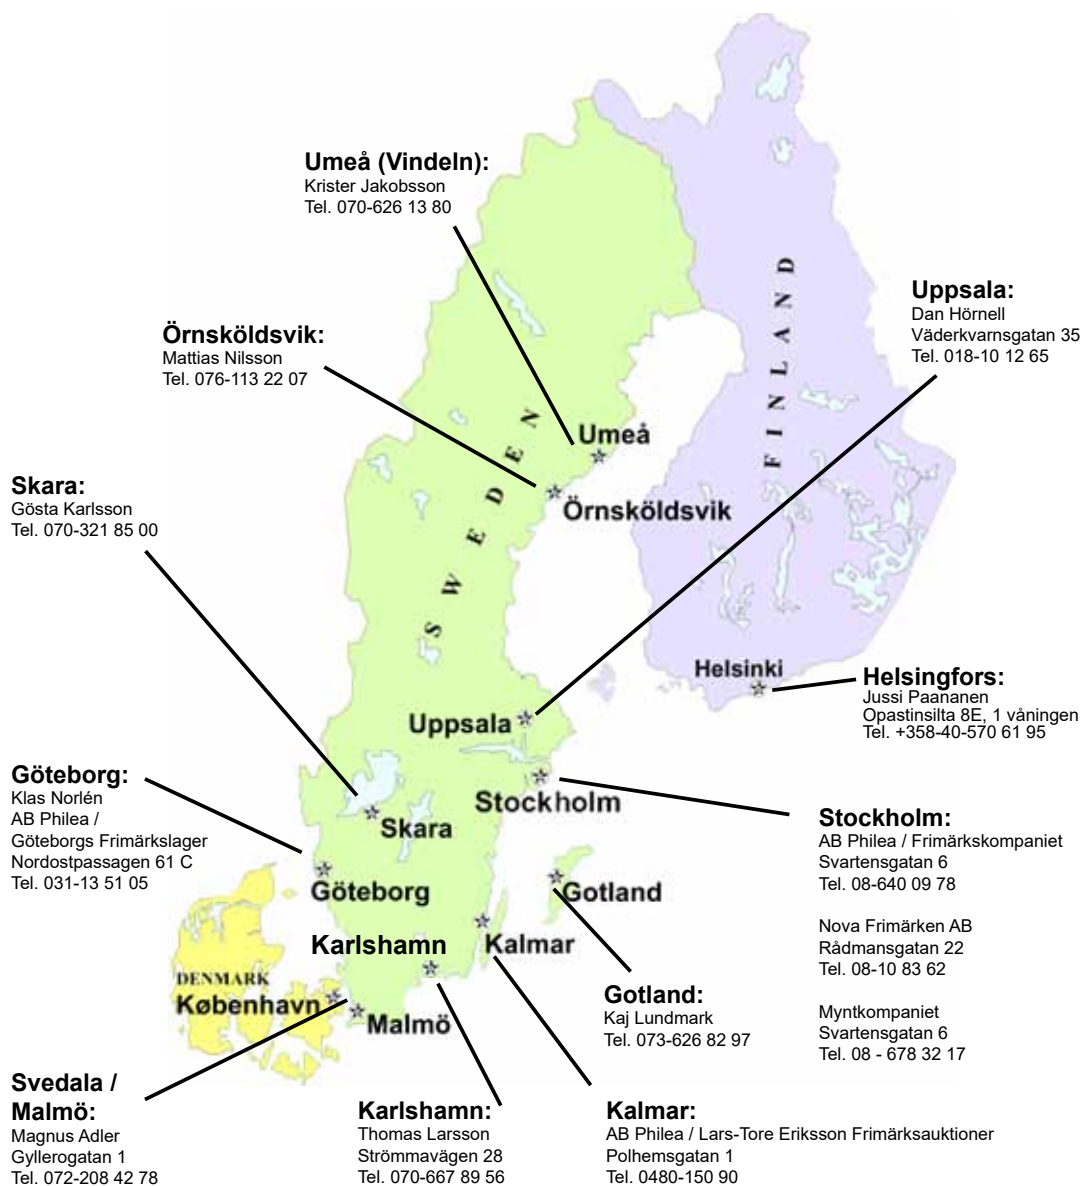 Umeå (Vindeln):
Krister Jakobsson
Tel. 070-626 13 80
Uppsala:
Dan Hörnell
Väderkvarnsgatan 35
Tel. 018-10 12 65
Örnsköldsvik:
Mattias Nilsson
Tel. 076-113 22 07
FINLAND
SWEDEN
Umeå
Örnsköldsvik
Skara:
Gösta Karlsson
Tel. 070-321 85 00
Helsinki
Helsingfors:
Jussi Paananen
Opastinsilta 8E, 1 våningen
Tel. +358-40-570 61 95
Uppsala
Stockholm
Skara
Göteborg:
Klas Norlén
AB Philea /
Göteborgs Frimärkslager
Nordostpassagen 61 C
Tel. 031-13 51 05
Stockholm:
AB Philea / Frimärkskompaniet
Svartensgatan 6
Tel. 08-640 09 78
Nova Frimärken AB
Rådmansgatan 22
Tel. 08-10 83 62
Myntkompaniet
Svartensgatan 6
Tel. 08 - 678 32 17
Göteborg
Gotland
Karlshamn
Kalmar
DENMARK
København
Malmö
Gotland:
Kaj Lundmark
Tel. 073-626 82 97
Svedala /
Malmö:
Magnus Adler
Gyllerogatan 1
Tel. 072-208 42 78
Karlshamn:
Thomas Larsson
Strömmavägen 28
Tel. 070-667 89 56
Kalmar:
AB Philea / Lars-Tore Eriksson Frimärksauktioner
Polhemsgatan 1
Tel. 0480-150 90